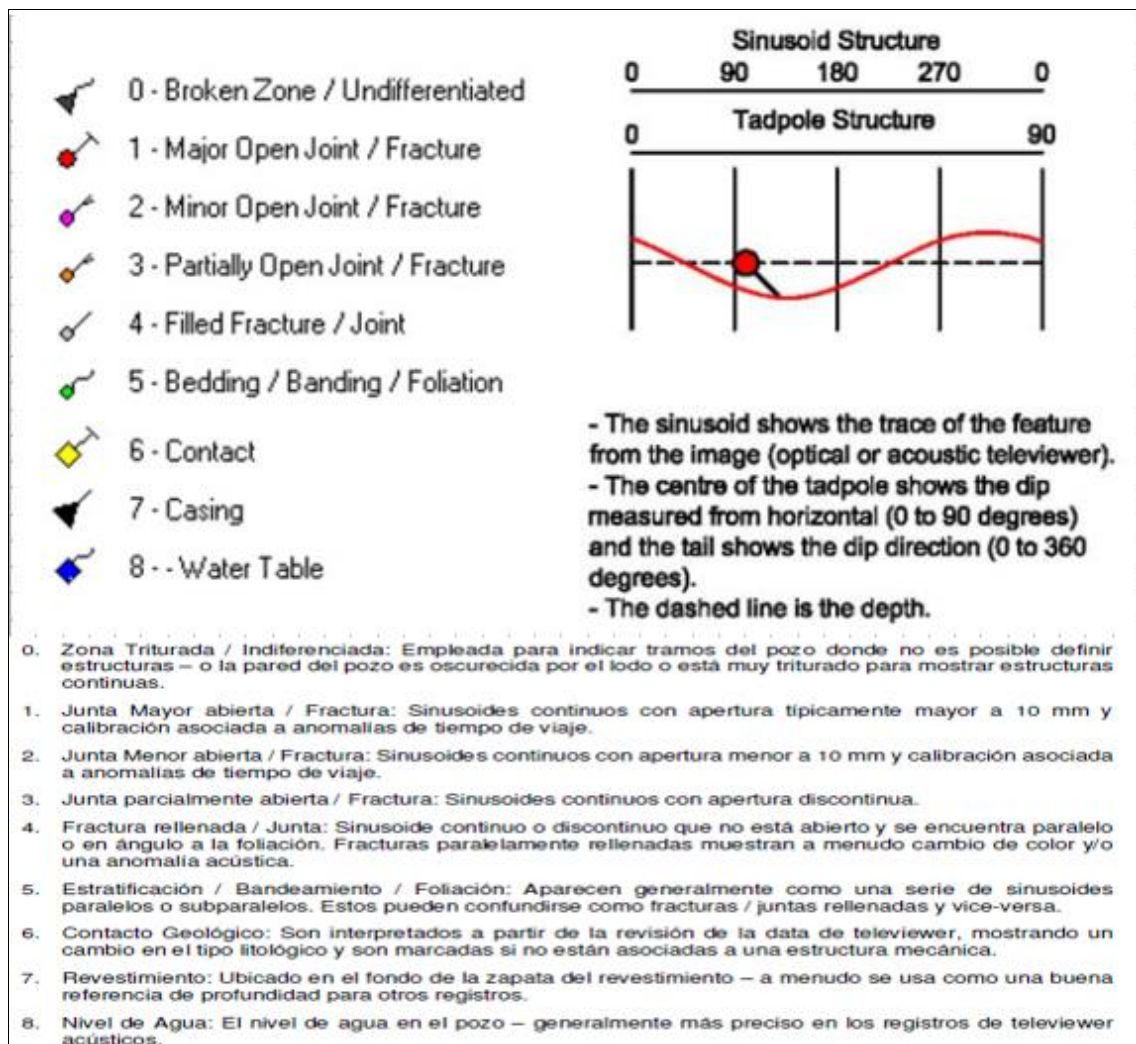 0 - Broken Zone / Undifferentiated
1 - Major Open Joint / Fracture
2 - Minor Open Joint / Fracture
3 - Partially Open Joint / Fracture
4 - Filled Fracture / Joint
5 - Bedding / Banding / Foliation
6 - Contact
7 - Casing
8 - - Water Table
Sinusoid Structure
0 90 180 270 0
Tadpole Structure
0 90
- The sinusoid shows the trace of the feature
from the image (optical or acoustic televiewer).
- The centre of the tadpole shows the dip
measured from horizontal (0 to 90 degrees)
and the tail shows the dip direction (0 to 360
degrees).
- The dashed line is the depth.
0. Zona Triturada / Indiferenciada: Empleada para indicar tramos del pozo donde no es posible definir
estructuras – o la pared del pozo es oscurecida por el lodo o está muy triturado para mostrar estructuras
continuas.
1. Junta Mayor abierta / Fractura: Sinusoides continuos con apertura típicamente mayor a 10 mm y
calibración asociada a anomalías de tiempo de viaje.
2. Junta Menor abierta / Fractura: Sinusoides continuos con apertura menor a 10 mm y calibración asociada
a anomalías de tiempo de viaje.
3. Junta parcialmente abierta / Fractura: Sinusoides continuos con apertura discontinua.
4. Fractura rellenada / Junta: Sinusoide continuo o discontinuo que no está abierto y se encuentra paralelo
o en ángulo a la foliación. Fracturas paralelamente rellenadas muestran a menudo cambio de color y/o
una anomalía acústica.
5. Estratificación / Bandeamiento / Foliación: Aparecen generalmente como una serie de sinusoides
paralelos o subparalelos. Estos pueden confundirse como fracturas / juntas rellenadas y vice-versa.
6. Contacto Geológico: Son interpretados a partir de la revisión de la data de televiewer, mostrando un
cambio en el tipo litológico y son marcadas si no están asociadas a una estructura mecánica.
7. Revestimiento: Ubicado en el fondo de la zapata del revestimiento – a menudo se usa como una buena
referencia de profundidad para otros registros.
8. Nivel de Agua: El nivel de agua en el pozo – generalmente más preciso en los registros de televiewer
acústicos.